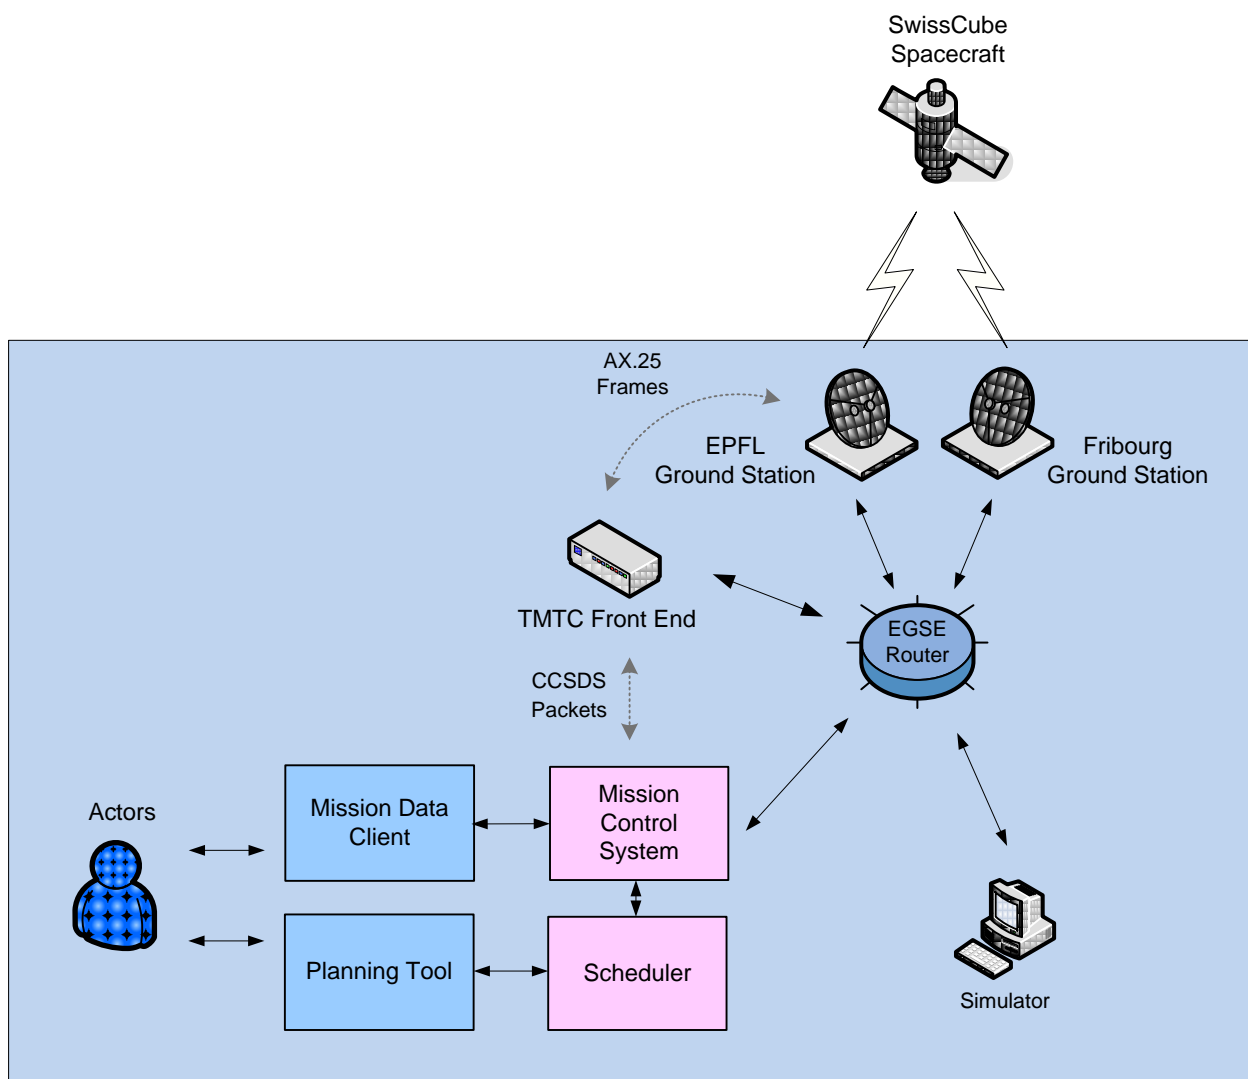 SwissCube
Spacecraft
AX.25
Frames
EPFL
Ground Station
Fribourg
Ground Station
TMTC Front End
EGSE
Router
CCSDS
Packets
Actors
Mission Data
Client
Mission
Control
System
Planning Tool
Scheduler
Simulator